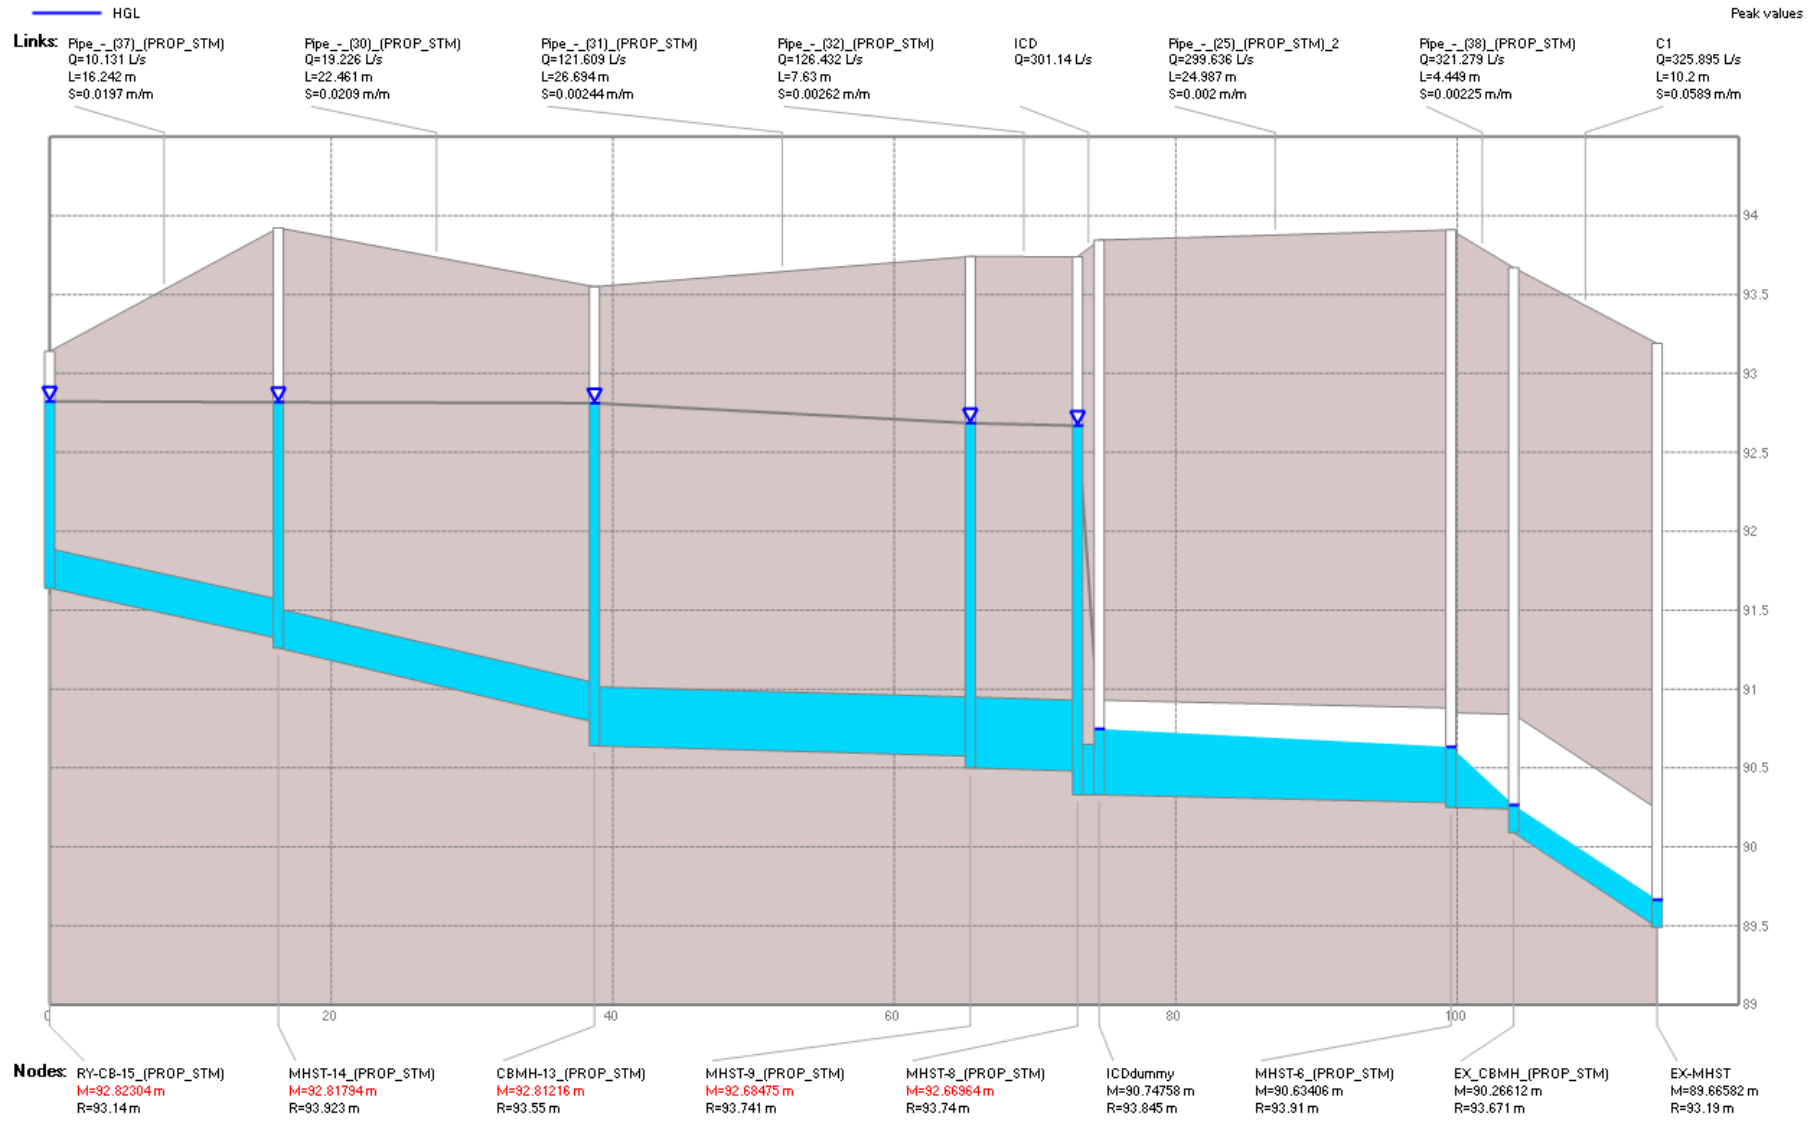 HGL
Peak values
Links:
Pipe_-_(37)_(PROP_STM)
Q=10.131 L/s
L=16.242 m
S=0.0197 m/m
Pipe_-_(30)_(PROP_STM)
Q=19.226 L/s
L=22.461 m
S=0.0209 m/m
Pipe_-_(31)_(PROP_STM)
Q=121.609 L/s
L=26.694 m
S=0.00244 m/m
Pipe_-_(32)_(PROP_STM)
Q=126.432 L/s
L=7.63 m
S=0.00262 m/m
ICD
Q=301.14 L/s
Pipe_-_(25)_(PROP_STM)_2
Q=299.636 L/s
L=24.987 m
S=0.002 m/m
Pipe_-_(38)_(PROP_STM)
Q=321.279 L/s
L=4.449 m
S=0.00225 m/m
C1
Q=325.895 L/s
L=10.2 m
S=0.0589 m/m
94
93.5
93
92.5
92
91.5
91
90.5
90
89.5
89
0
20
40
60
80
100
Nodes:
RY-CB-15_(PROP_STM)
M=92.82304 m
R=93.14 m
MHST-14_(PROP_STM)
M=92.81794 m
R=93.923 m
CBMH-13_(PROP_STM)
M=92.81216 m
R=93.55 m
MHST-9_(PROP_STM)
M=92.68475 m
R=93.741 m
MHST-8_(PROP_STM)
M=92.66964 m
R=93.74 m
ICDdummy
M=90.74758 m
R=93.845 m
MHST-6_(PROP_STM)
M=90.63406 m
R=93.91 m
EX_CBMH_(PROP_STM)
M=90.26612 m
R=93.671 m
EX-MHST
M=89.66582 m
R=93.19 m